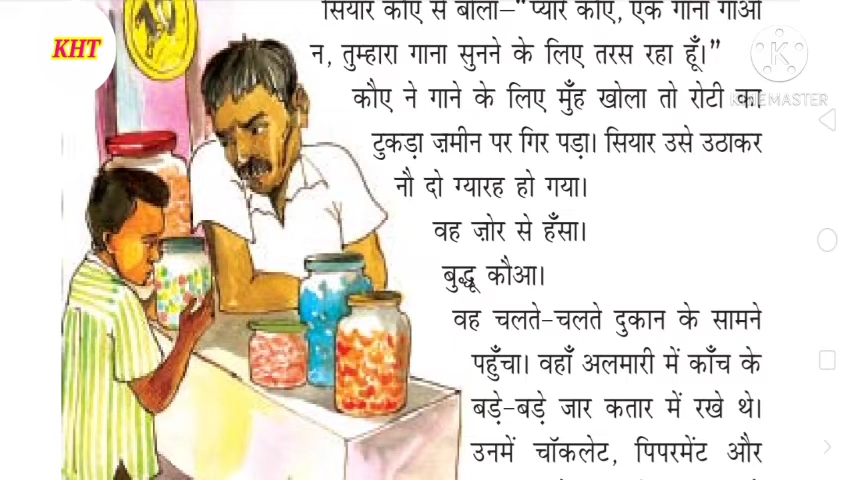 सियार कौए से बोला—“प्यारे कौए, एक गाना गाओ
KHT
न, तुम्हारा गाना सुनने के लिए तरस रहा हूँ।”
कौए ने गाने के लिए मुँह खोला तो रोटी का
KINEMASTER
टुकड़ा ज़मीन पर गिर पड़ा। सियार उसे उठाकर
नौ दो ग्यारह हो गया।
वह ज़ोर से हँसा।
बुद्धू कौआ।
वह चलते-चलते दुकान के सामने
पहुँचा। वहाँ अलमारी में काँच के
बड़े-बड़े जार कतार में रखे थे।
उनमें चॉकलेट, पिपरमेंट और